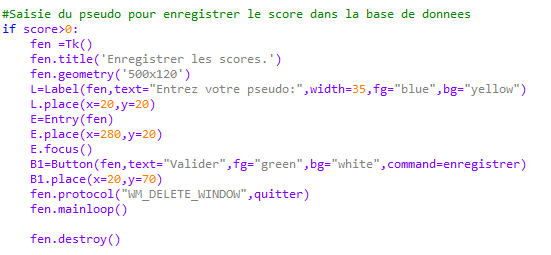 #Saisie du pseudo pour enregistrer le score dans la base de donnees
if score>0:
    fen =Tk()
    fen.title('Enregistrer les scores.')
    fen.geometry('500x120')
    L=Label(fen,text="Entrez votre pseudo:",width=35,fg="blue",bg="yellow")
    L.place(x=20,y=20)
    E=Entry(fen)
    E.place(x=280,y=20)
    E.focus()
    B1=Button(fen,text="Valider",fg="green",bg="white",command=enregistrer)
    B1.place(x=20,y=70)
    fen.protocol("WM_DELETE_WINDOW",quitter)
    fen.mainloop()

    fen.destroy()